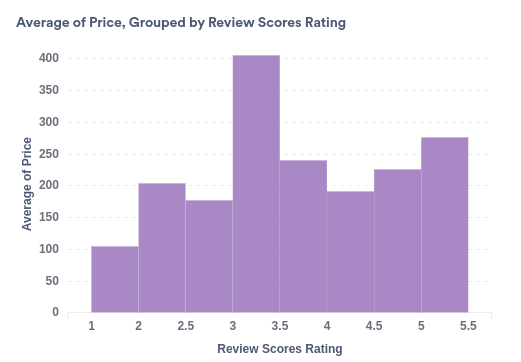 Average of Price, Grouped by Review Scores Rating
400
350
300
250
200
150
100
50
0
Average of Price
1 2 2.5 3 3.5 4 4.5 5 5.5
Review Scores Rating